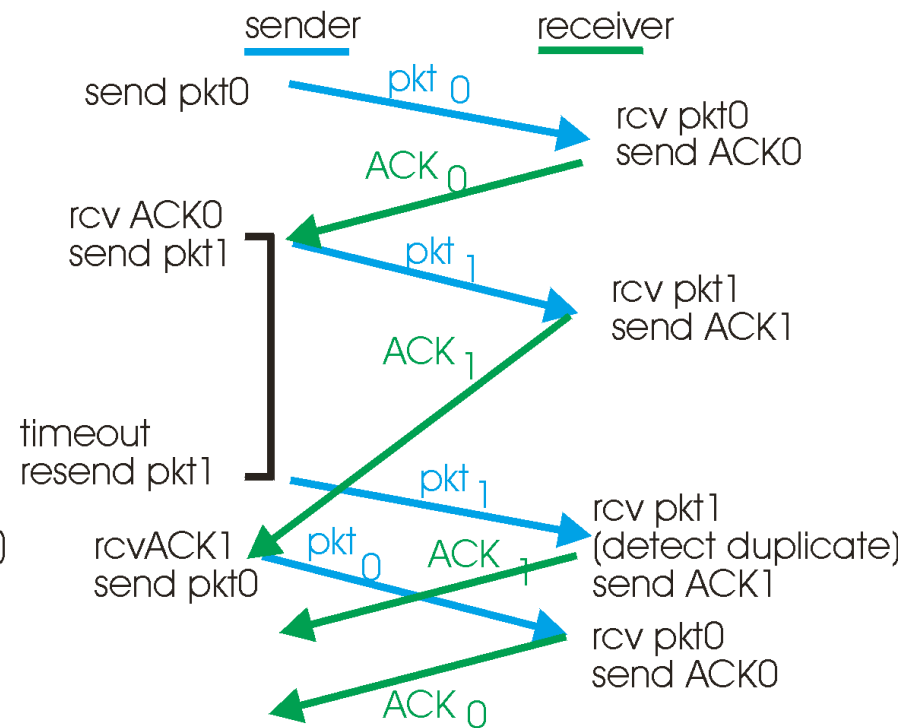 sender
receiver
send pkt0
pkt 0
rcv pkt0
send ACK0
ACK 0
rcv ACK0
send pkt1
pkt 1
rcv pkt1
send ACK1
ACK 1
timeout
resend pkt1
pkt 1
rcv pkt1
(detect duplicate)
send ACK1
)
rcvACK1
send pkt0
pkt 0
ACK 1
rcv pkt0
send ACK0
ACK 0